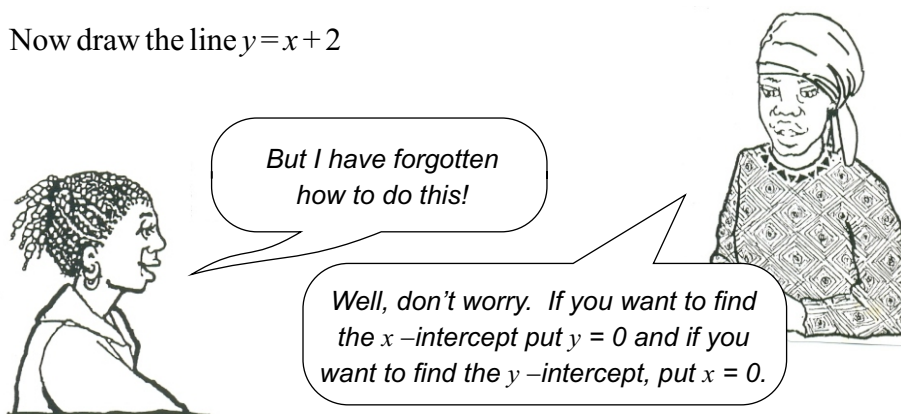 Now draw the line y = x + 2
But I have forgotten
how to do this!
Well, don’t worry. If you want to find
the x –intercept put y = 0 and if you
want to find the y –intercept, put x = 0.